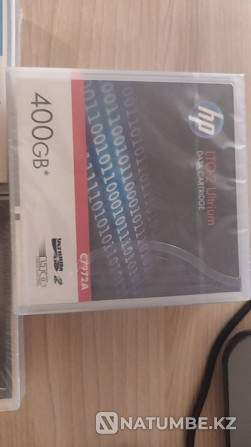 hp
LTO2 Ultrium
DATA CARTRIDGE
400GB*
ULTRIUM 2
C7972A
NATUMBE.KZ